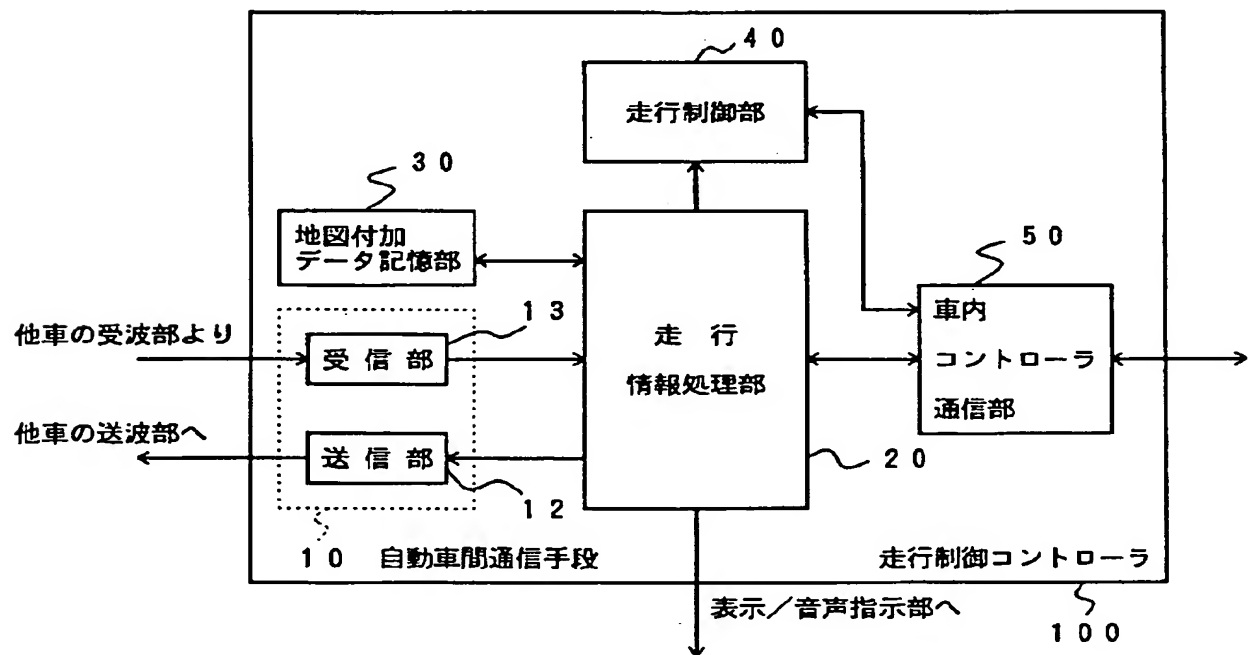 ４０
走行制御部
３０
地図付加
データ記憶部
５０
車内
コントローラ
通信部
他車の受波部より
１３
受信部
走行
情報処理部
他車の送波部へ
送信部
２０
１２
１０ 自動車間通信手段
走行制御コントローラ
表示／音声指示部へ
１００